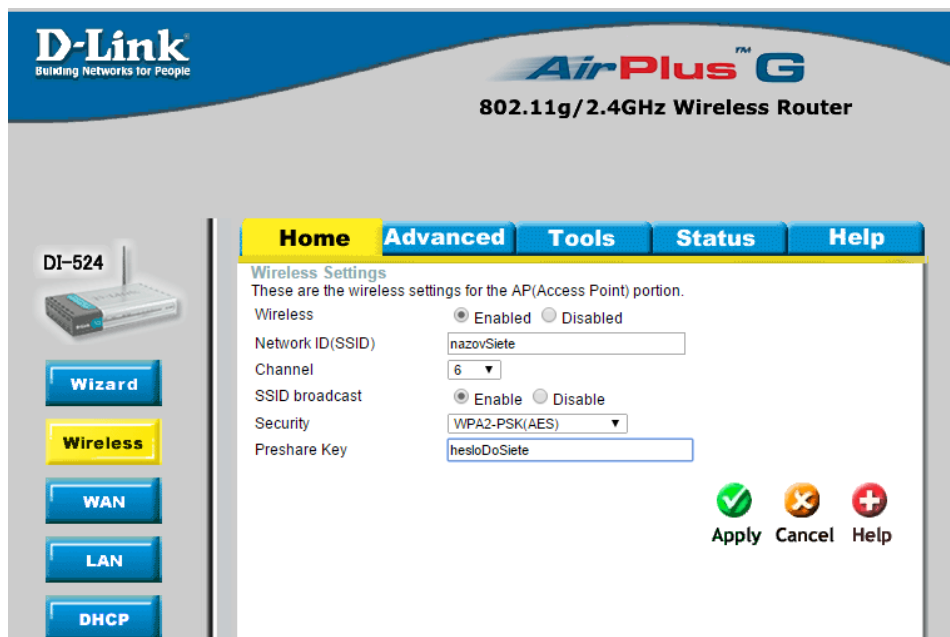 D-Link
Building Networks for People
AirPlus G
TM
802.11g/2.4GHz Wireless Router
DI-524
D-Link
Home Advanced Tools Status Help
Wireless Settings
These are the wireless settings for the AP(Access Point) portion.
Wireless Enabled Disabled
Network ID(SSID) nazovSiete
Channel 6
SSID broadcast Enable Disable
Security WPA2-PSK(AES)
Preshare Key hesloDoSiete
Apply Cancel Help
Wizard
Wireless
WAN
LAN
DHCP